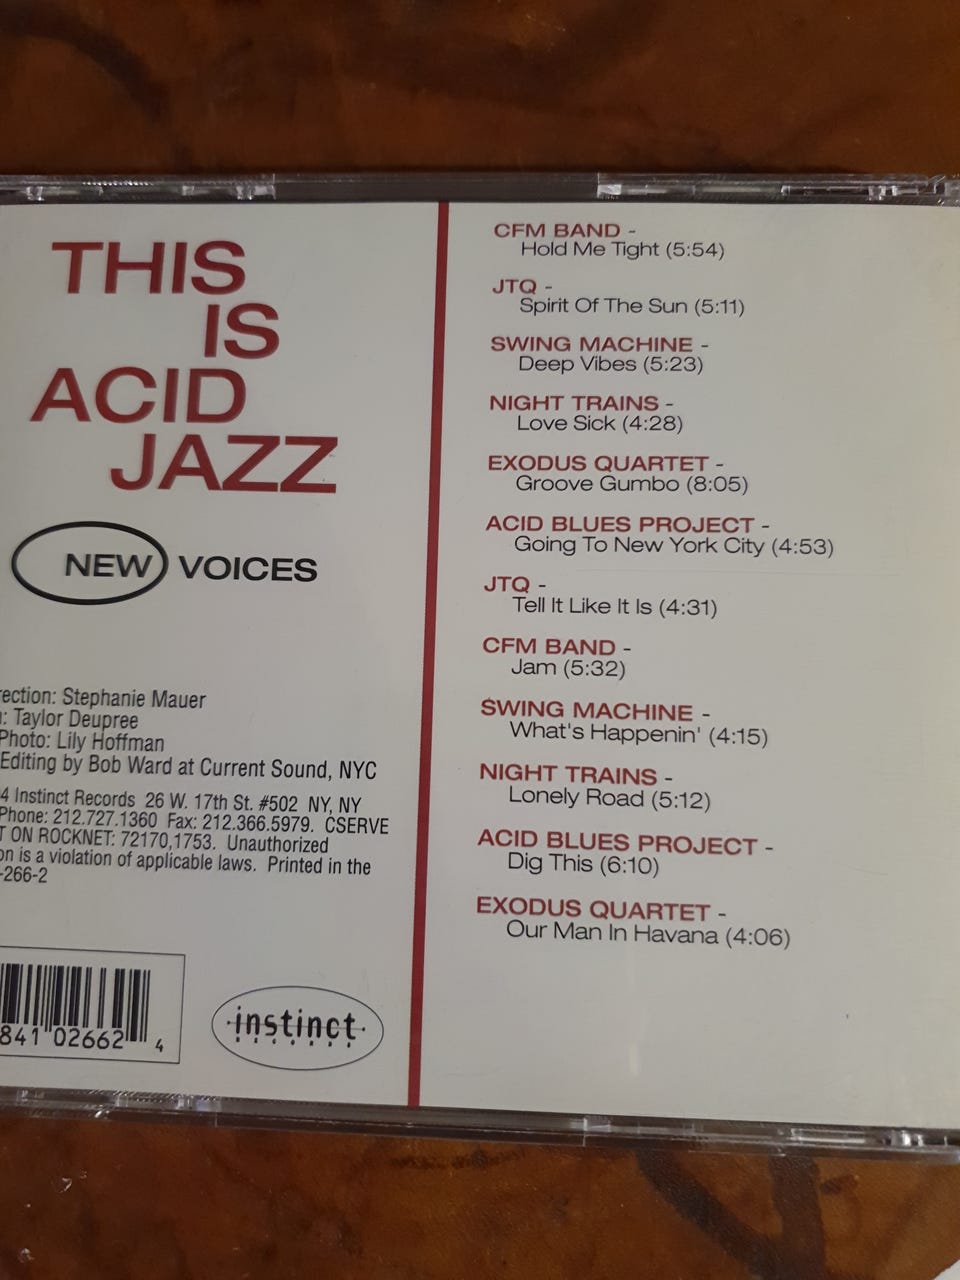 THIS
IS
ACID
JAZZ
NEW VOICES
rection: Stephanie Mauer
: Taylor Deupree
Photo: Lily Hoffman
Editing by Bob Ward at Current Sound, NYC
4 Instinct Records 26 W. 17th St. #502 NY, NY
Phone: 212.727.1360 Fax: 212.366.5979. CSERVE
T ON ROCKNET: 72170,1753. Unauthorized
on is a violation of applicable laws. Printed in the
-266-2
841 02662 4
instinct
CFM BAND -
Hold Me Tight (5:54)
JTQ -
Spirit Of The Sun (5:11)
SWING MACHINE -
Deep Vibes (5:23)
NIGHT TRAINS -
Love Sick (4:28)
EXODUS QUARTET -
Groove Gumbo (8:05)
ACID BLUES PROJECT -
Going To New York City (4:53)
JTQ -
Tell It Like It Is (4:31)
CFM BAND -
Jam (5:32)
SWING MACHINE -
What's Happenin' (4:15)
NIGHT TRAINS -
Lonely Road (5:12)
ACID BLUES PROJECT -
Dig This (6:10)
EXODUS QUARTET -
Our Man In Havana (4:06)